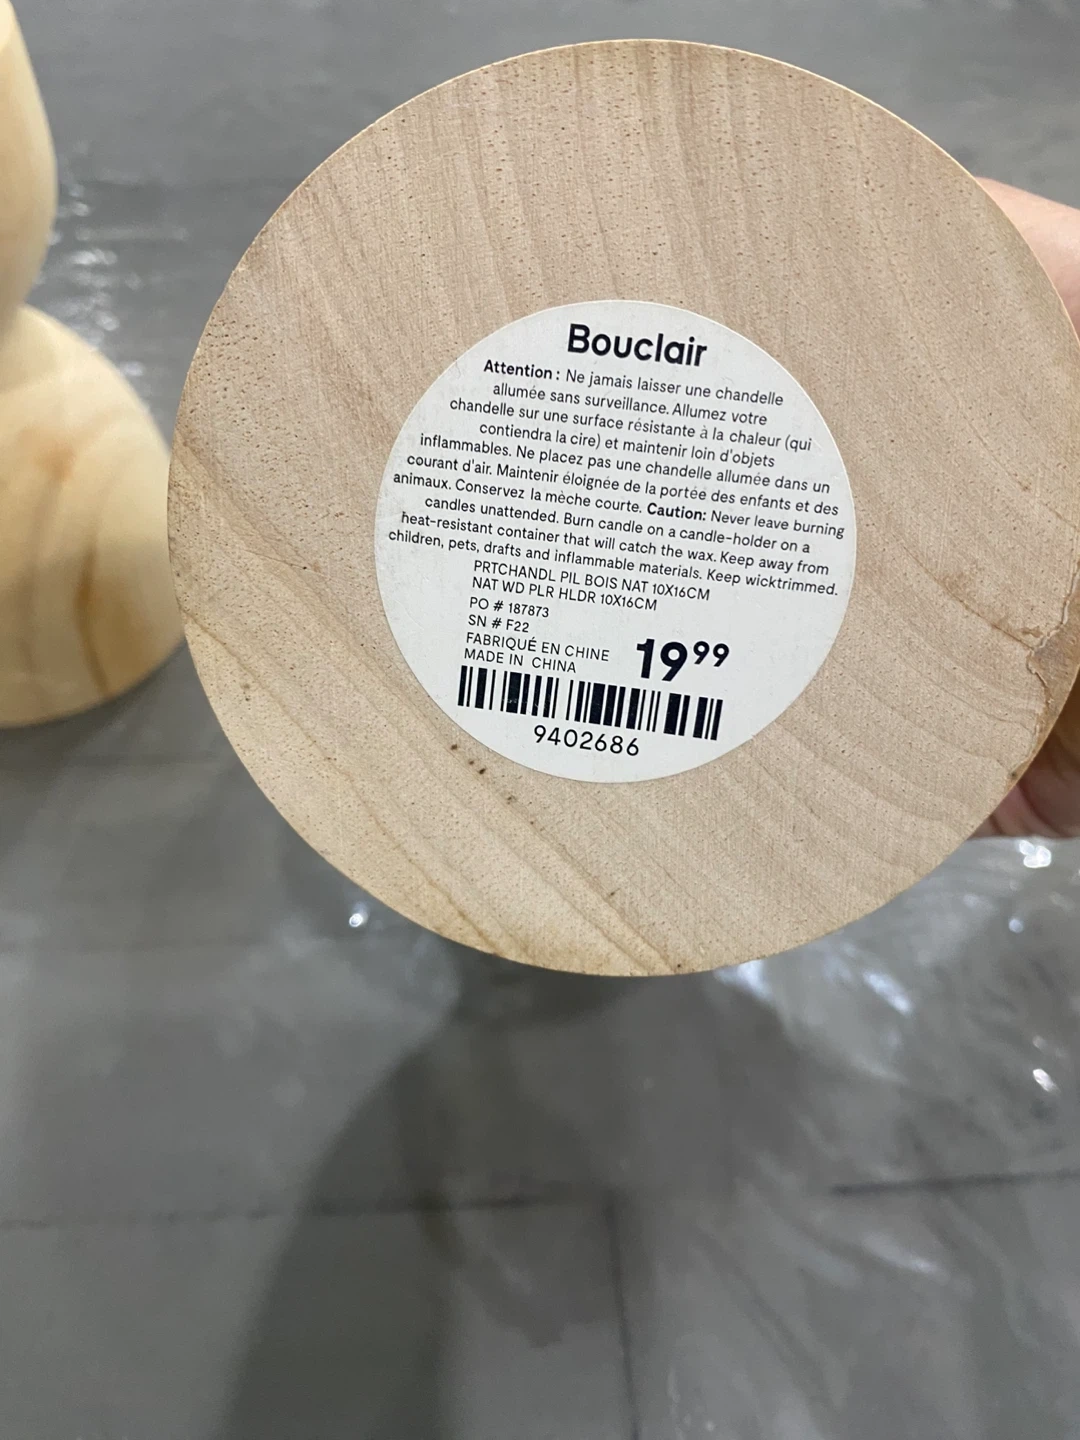 Bouclair
Attention : Ne jamais laisser une chandelle
allumée sans surveillance. Allumez votre
chandelle sur une surface résistante à la chaleur (qui
contiendra la cire) et maintenir loin d'objets
inflammables. Ne placez pas une chandelle allumée dans un
courant d'air. Maintenir éloignée de la portée des enfants et des
animaux. Conservez la mèche courte. Caution: Never leave burning
candles unattended. Burn candle on a candle-holder on a
heat-resistant container that will catch the wax. Keep away from
children, pets, drafts and inflammable materials. Keep wicktrimmed.
PRTCHANDL PIL BOIS NAT 10X16CM
NAT WD PLR HLDR 10X16CM
PO # 187873
SN # F22
FABRIQUÉ EN CHINE
MADE IN CHINA
19⁹⁹
9402686